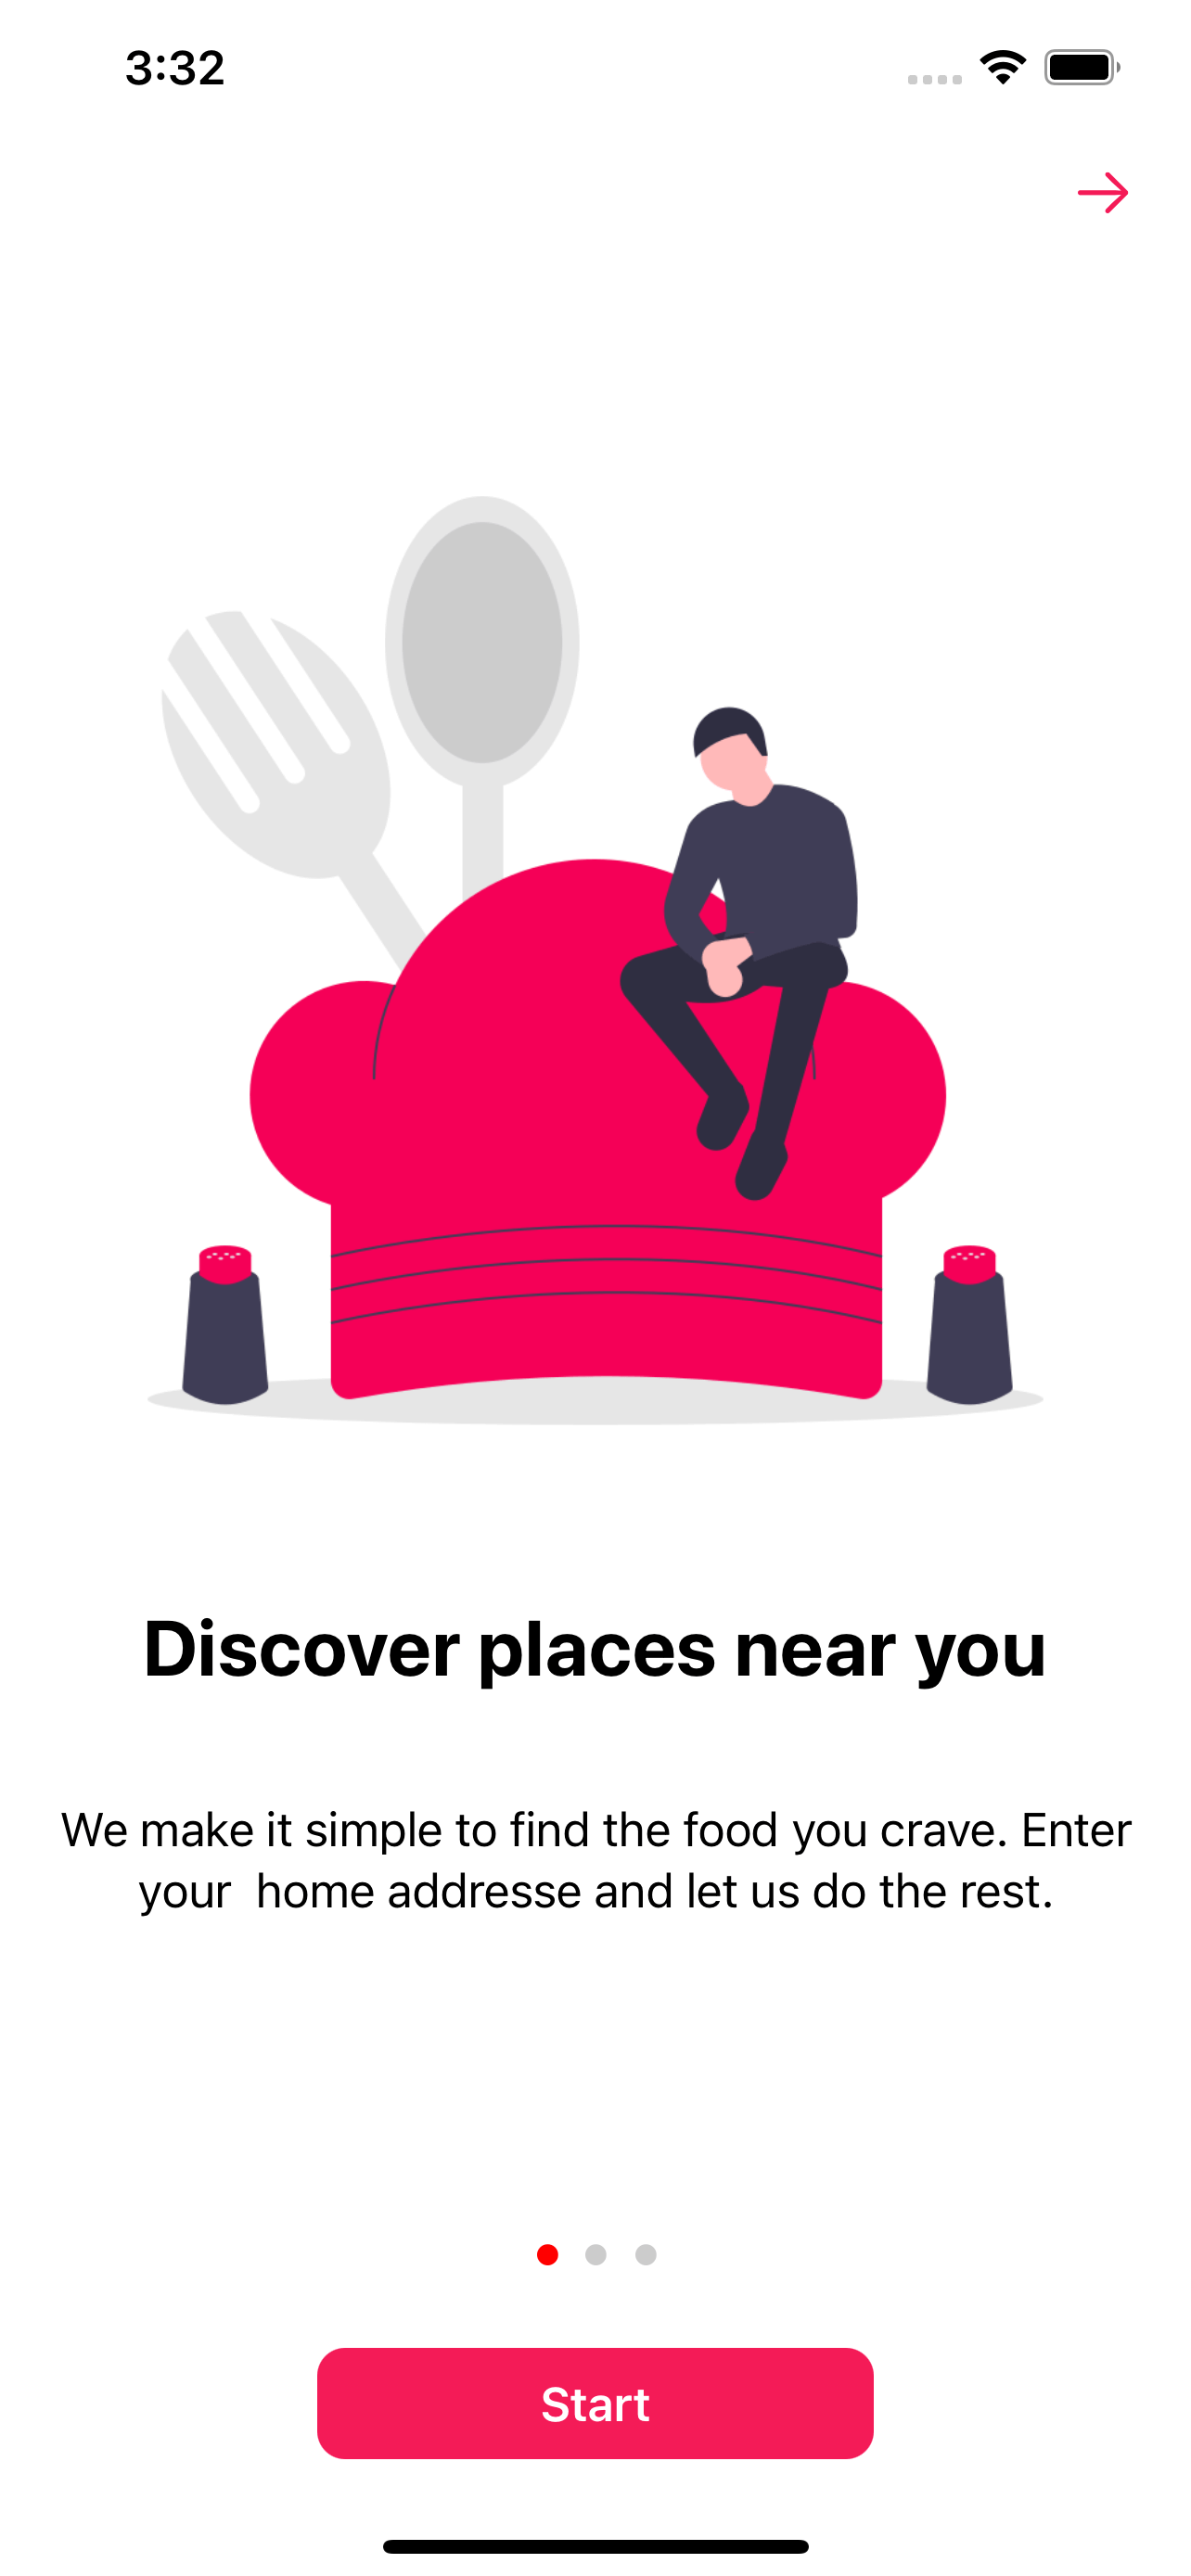 3:32
Discover places near you
We make it simple to find the food you crave. Enter
your  home addresse and let us do the rest.
Start